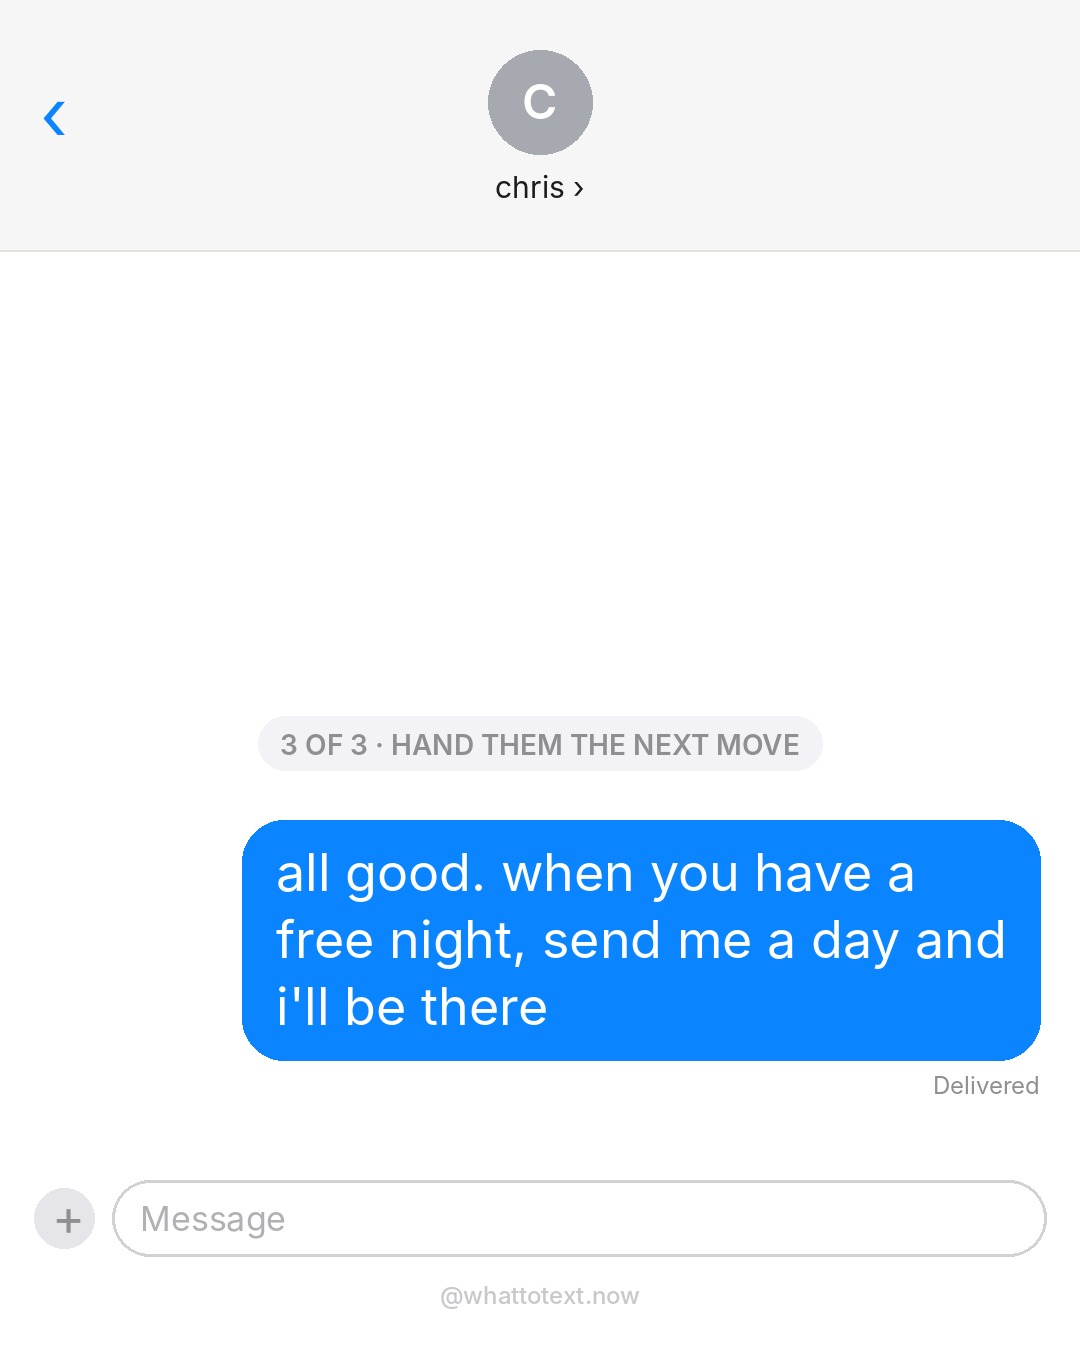 ‹
C
chris ›
3 OF 3 · HAND THEM THE NEXT MOVE
all good. when you have a
free night, send me a day and
i'll be there
Delivered
+
Message
@whattotext.now